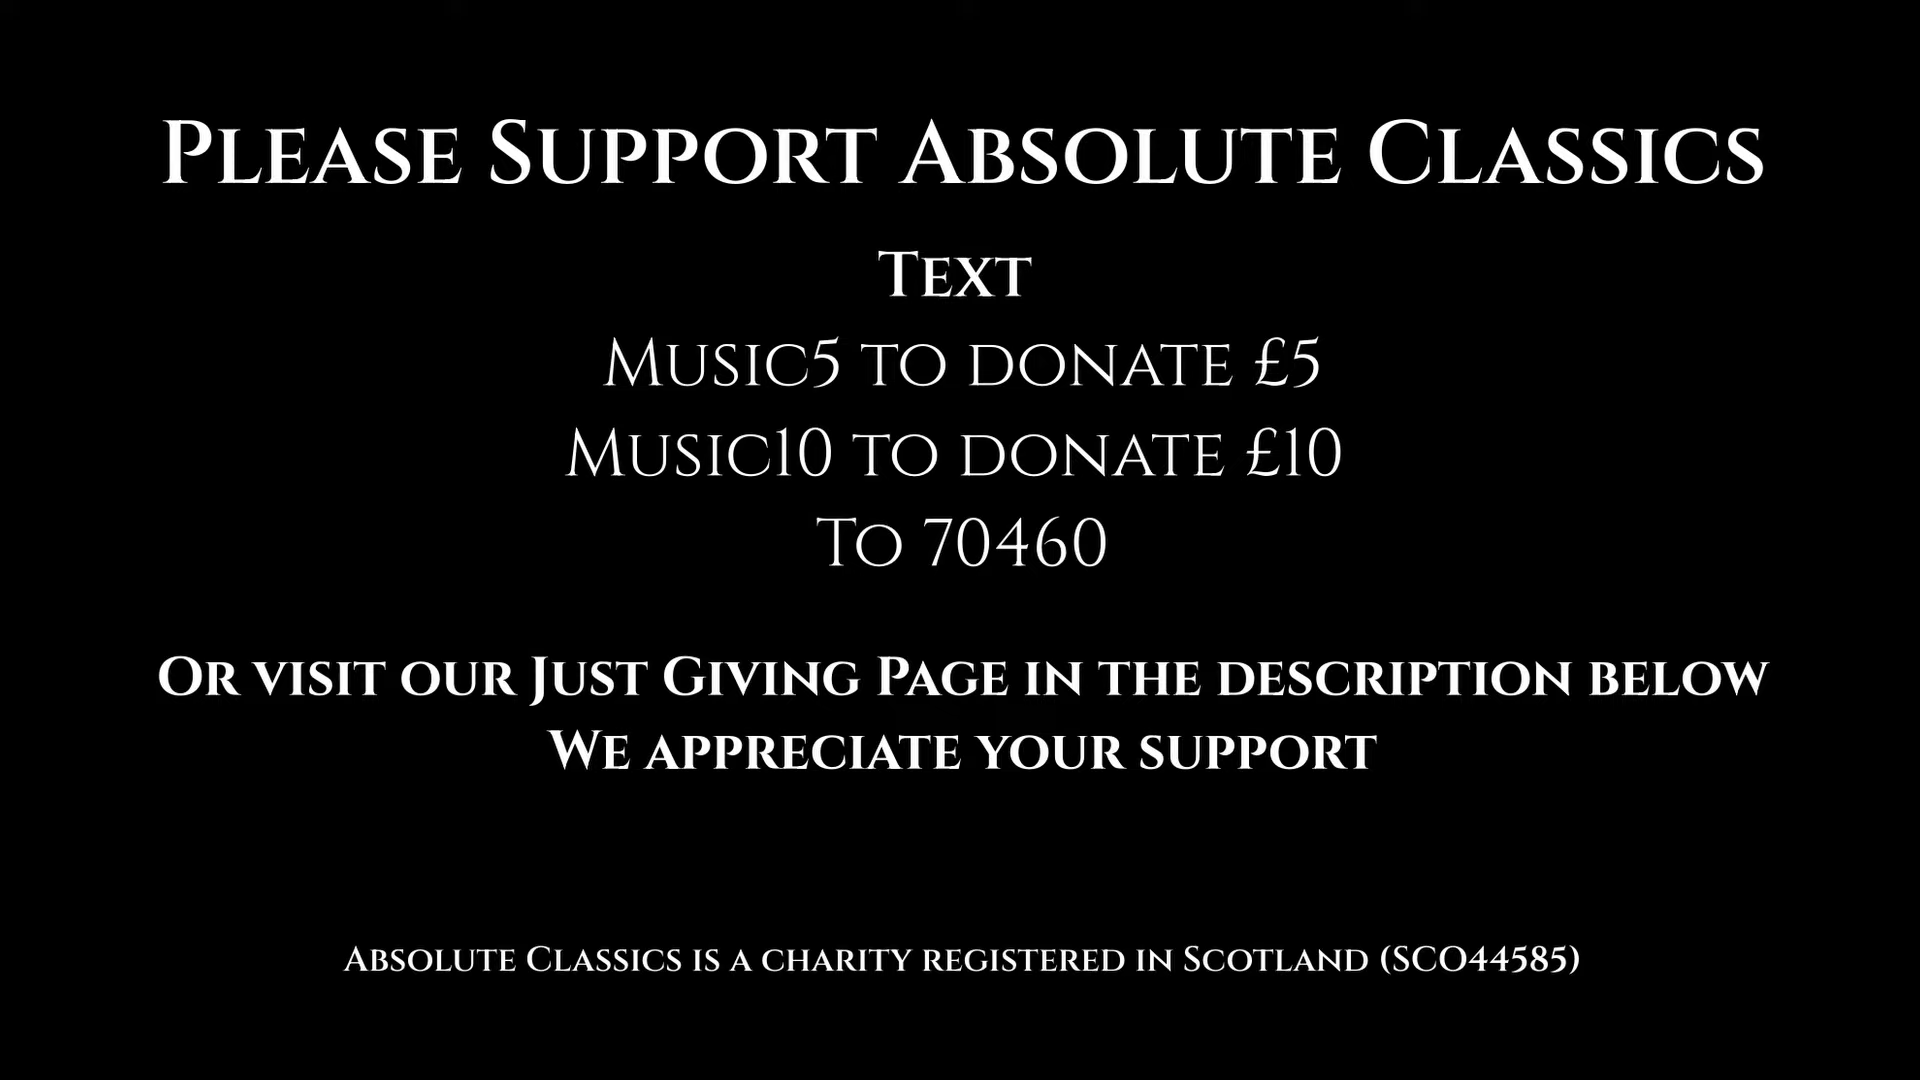 Please Support Absolute Classics
Text
Music5 to donate £5
Music10 to donate £10
To 70460
Or visit our Just Giving Page in the description below
We appreciate your support
Absolute Classics is a charity registered in Scotland (SCO44585)